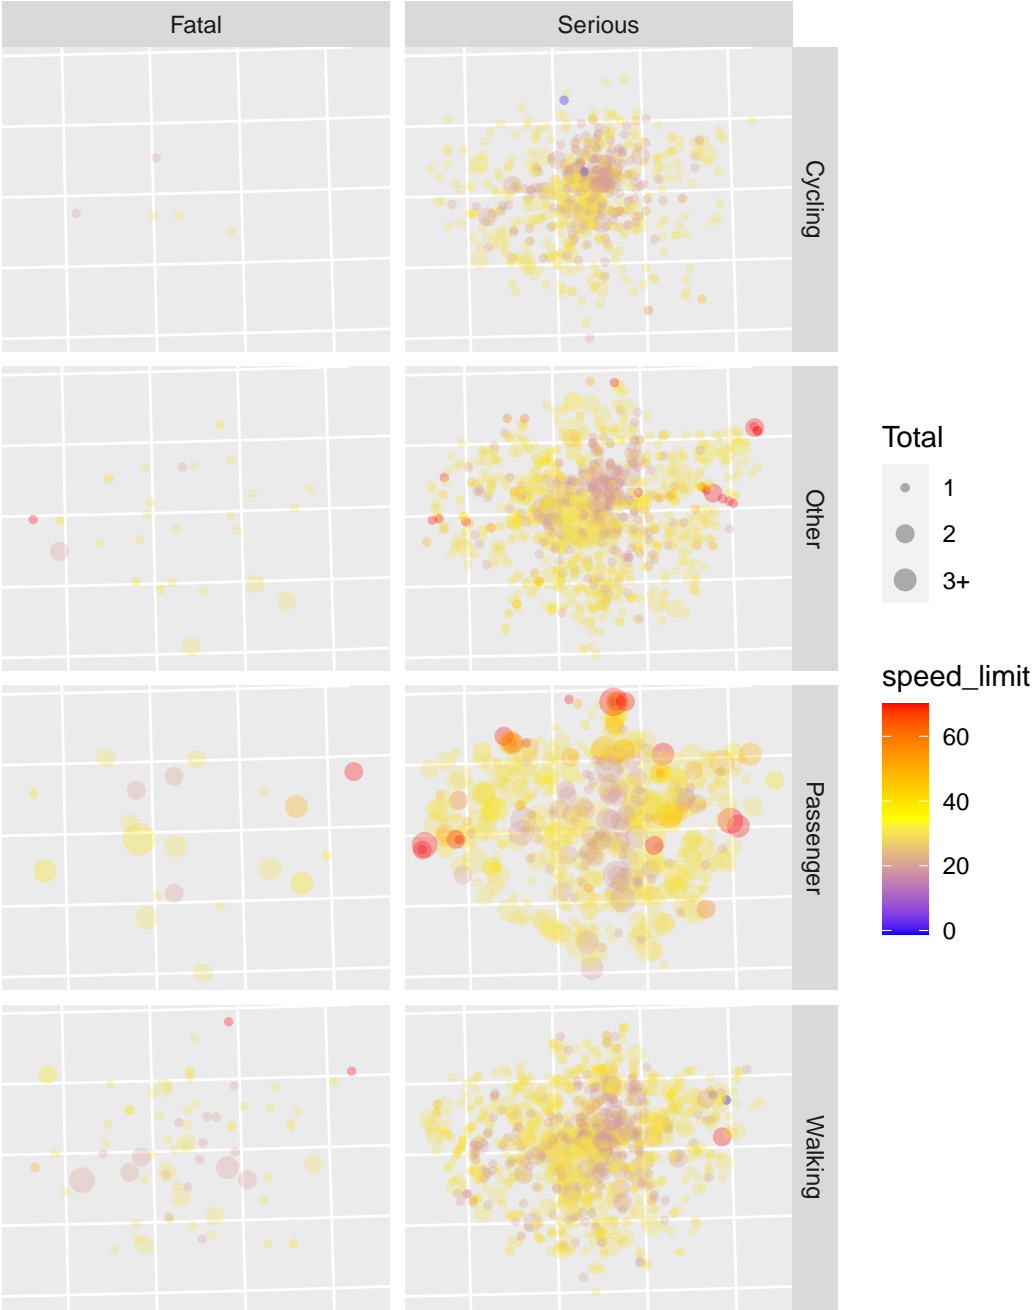 Fatal
Serious
Cycling
Other
Passenger
Walking
Total
1
2
3+
speed_limit
60
40
20
0